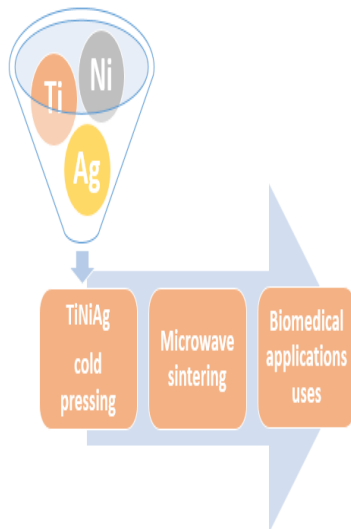 Ti
Ni
Ag
TiNiAg
cold
pressing
Microwave
sintering
Biomedical
applications
uses